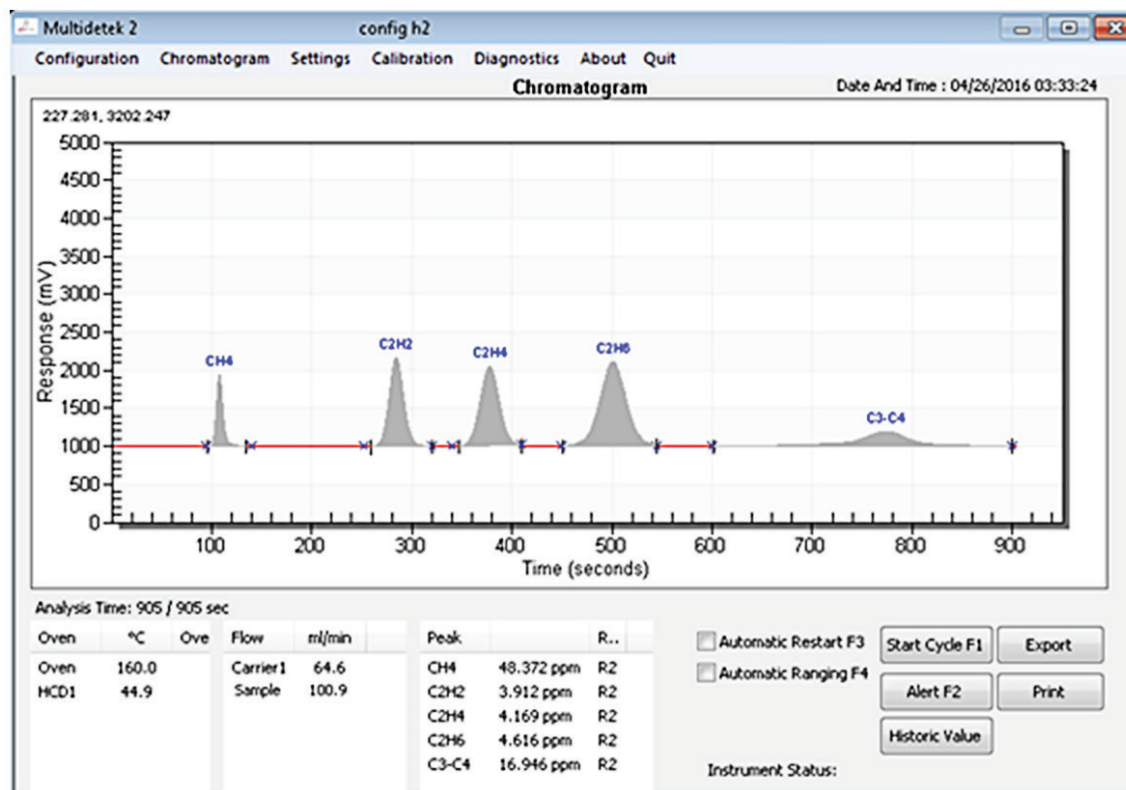 Multidetek 2 config h2
Configuration Chromatogram Settings Calibration Diagnostics About Quit
Chromatogram Date And Time : 04/26/2016 03:33:24
227.281, 3202.247
5000
4500
4000
3500
3000
2500
2000
1500
1000
500
0
Response (mV)
CH4 C2H2 C2H4 C2H6 C3-C4
100 200 300 400 500 600 700 800 900
Time (seconds)
Analysis Time: 905 / 905 sec
Oven °C Ove
Oven 160.0
HCD1 44.9
Flow ml/min
Carrier1 64.6
Sample 100.9
Peak R..
CH4 48.372 ppm R2
C2H2 3.912 ppm R2
C2H4 4.169 ppm R2
C2H6 4.616 ppm R2
C3-C4 16.946 ppm R2
Automatic Restart F3
Automatic Ranging F4
Start Cycle F1 Export
Alert F2 Print
Historic Value
Instrument Status: